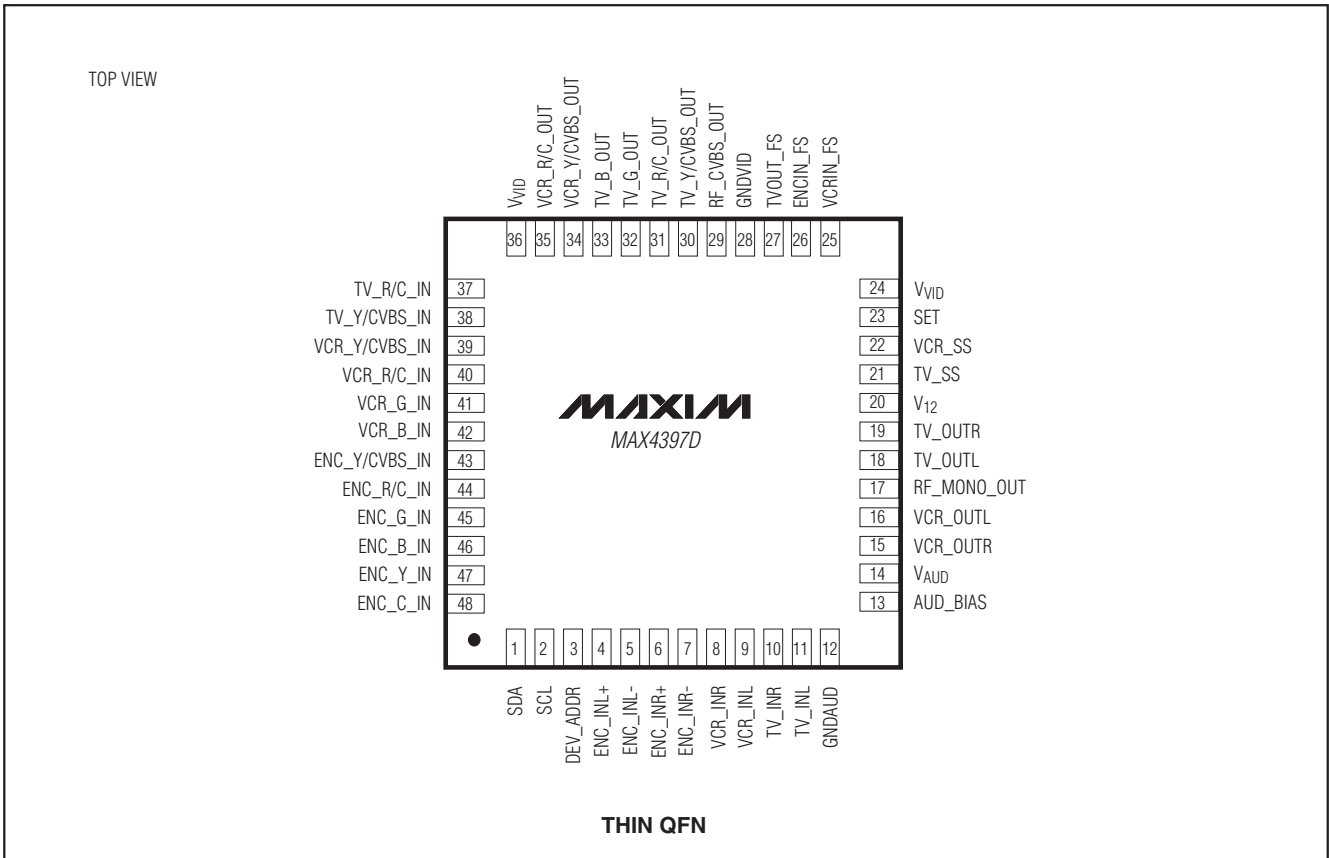 TOP VIEW
VVID
VCR_R/C_OUT
VCR_Y/CVBS_OUT
TV_B_OUT
TV_G_OUT
TV_R/C_OUT
TV_Y/CVBS_OUT
RF_CVBS_OUT
GNDVID
TVOUT_FS
ENCIN_FS
VCRIN_FS
36 35 34 33 32 31 30 29 28 27 26 25
TV_R/C_IN 37
TV_Y/CVBS_IN 38
VCR_Y/CVBS_IN 39
VCR_R/C_IN 40
VCR_G_IN 41
VCR_B_IN 42
ENC_Y/CVBS_IN 43
ENC_R/C_IN 44
ENC_G_IN 45
ENC_B_IN 46
ENC_Y_IN 47
ENC_C_IN 48
MAXIM
MAX4397D
24 VVID
23 SET
22 VCR_SS
21 TV_SS
20 V12
19 TV_OUTR
18 TV_OUTL
17 RF_MONO_OUT
16 VCR_OUTL
15 VCR_OUTR
14 VAUD
13 AUD_BIAS
1 2 3 4 5 6 7 8 9 10 11 12
SDA
SCL
DEV_ADDR
ENC_INL+
ENC_INL-
ENC_INR+
ENC_INR-
VCR_INR
VCR_INL
TV_INR
TV_INL
GNDAUD
THIN QFN